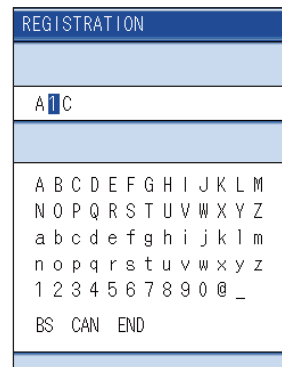 REGISTRATION
A1C
A B C D E F G H I J K L M
N O P Q R S T U V W X Y Z
a b c d e f g h i j k l m
n o p q r s t u v w x y z
1 2 3 4 5 6 7 8 9 0 @ _
BS CAN END